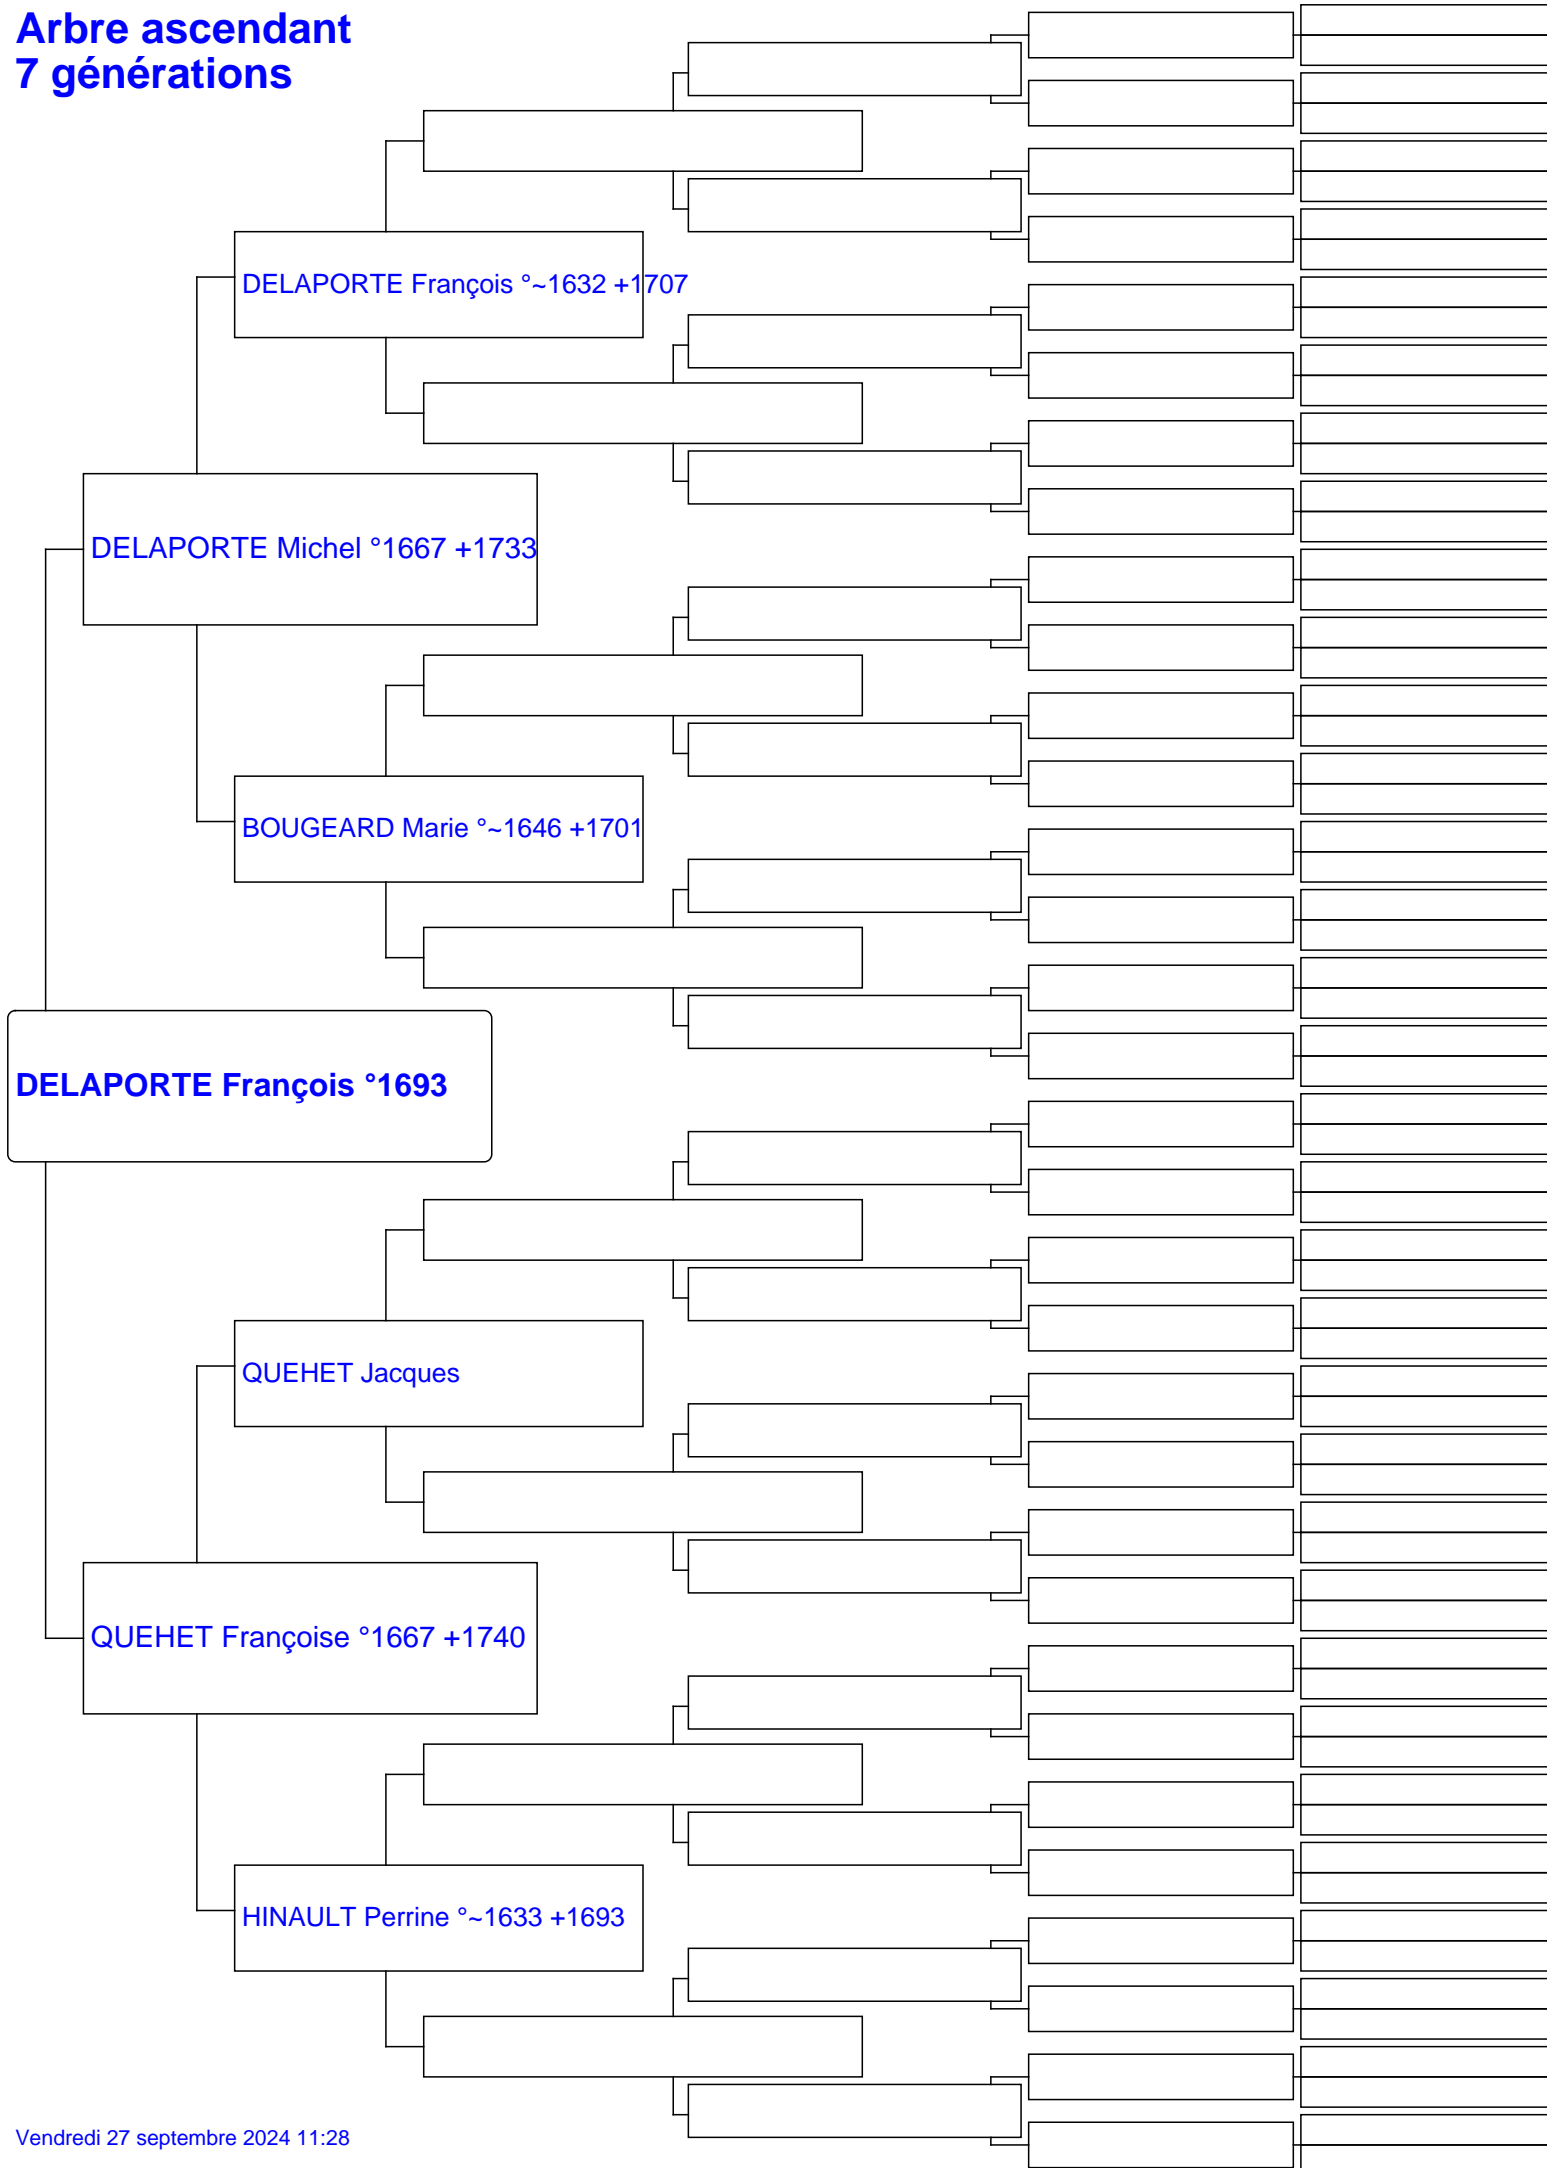 Arbre ascendant
7 générations
DELAPORTE François °~1632 +1707
DELAPORTE Michel °1667 +1733
BOUGEARD Marie °~1646 +1701
DELAPORTE François °1693
QUEHET Jacques
QUEHET Françoise °1667 +1740
HINAULT Perrine °~1633 +1693
Vendredi 27 septembre 2024 11:28